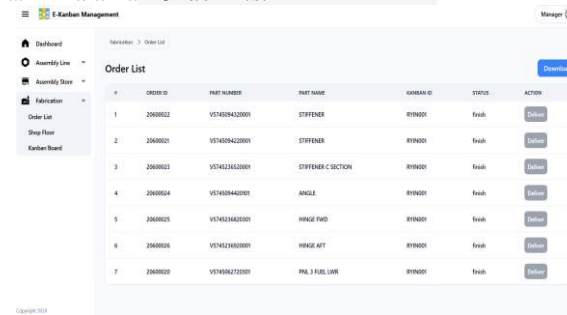 E-Kanban Management
Manager
Dashboard
Assembly Line
Assembly Store
Fabrication
Order List
Shop Floor
Kanban Board
Fabrication > Order List
Order List
Download
# ORDER ID PART NUMBER PART NAME KANBAN ID STATUS ACTION
1 20600022 V5745094320001 STIFFENER RYIN001 finish Deliver
2 20600021 V5745094220001 STIFFENER RYIN001 finish Deliver
3 20600023 V5745236520001 STIFFENER C SECTION RYIN001 finish Deliver
4 20600024 V5745094420101 ANGLE RYIN001 finish Deliver
5 20600025 V5745236820301 HINGE FWD RYIN001 finish Deliver
6 20600026 V5745236920001 HINGE AFT RYIN001 finish Deliver
7 20600020 V5745062720301 PNL 3 FUEL LWR RYIN001 finish Deliver
Copyright 2024